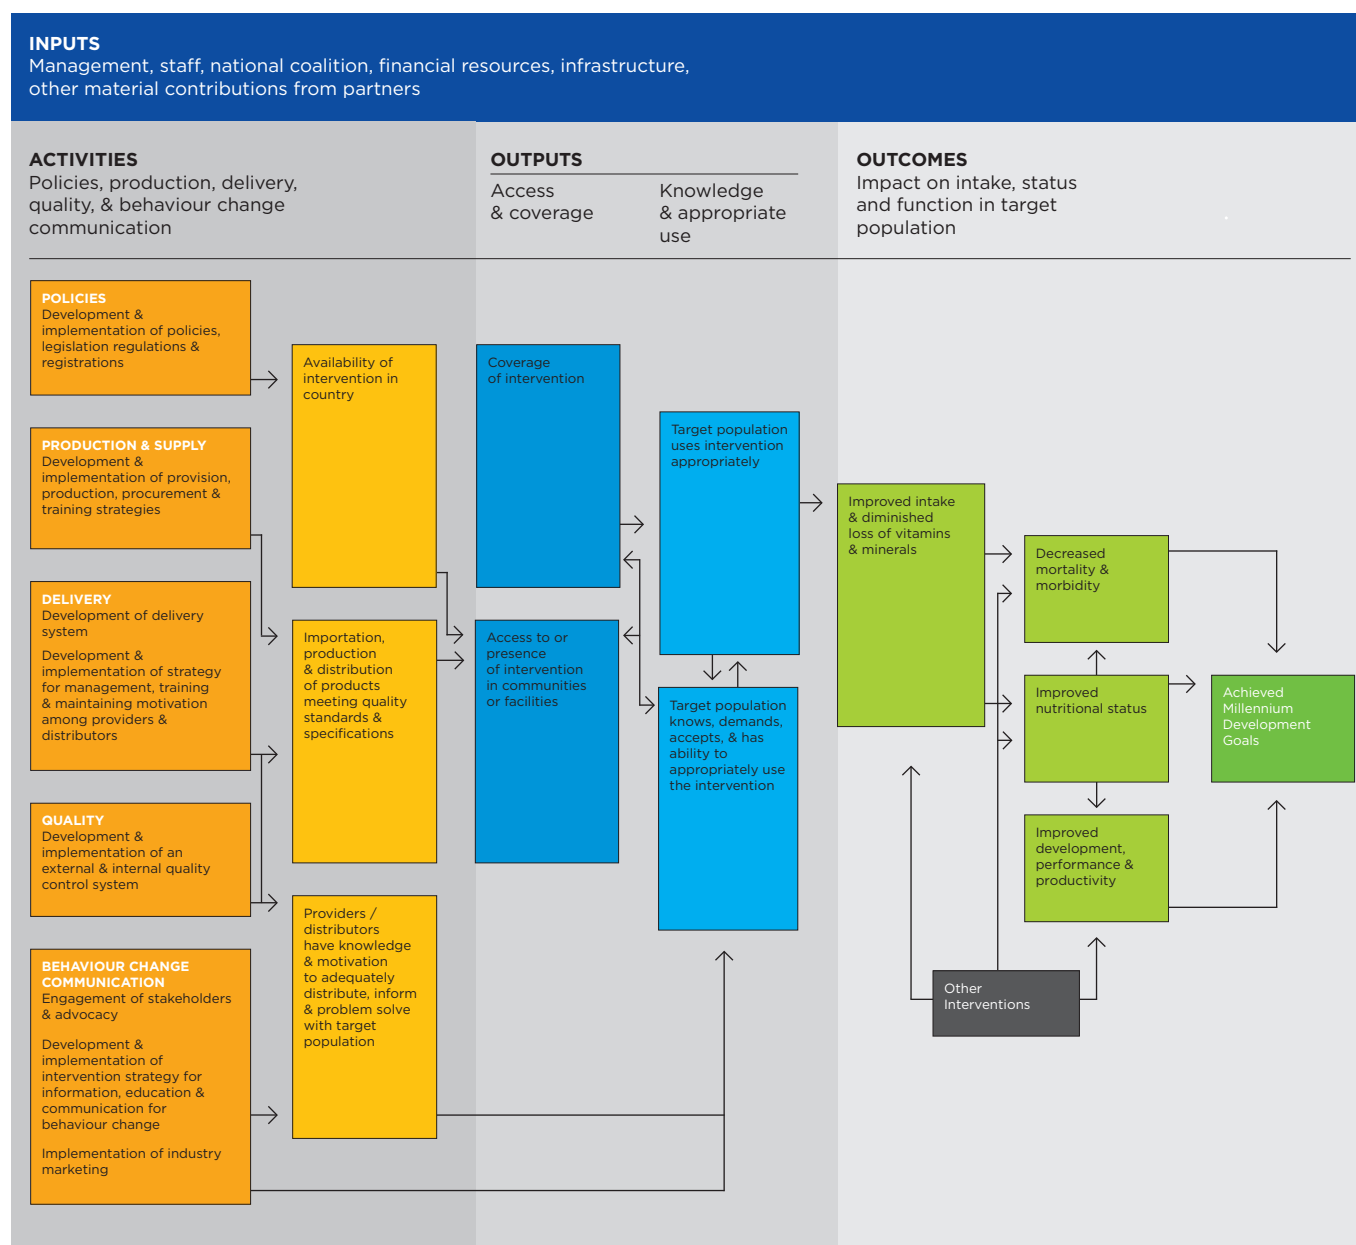 INPUTS
Management, staff, national coalition, financial resources, infrastructure,
other material contributions from partners
ACTIVITIES
Policies, production, delivery,
quality, & behaviour change
communication
OUTPUTS
Access
& coverage
Knowledge
& appropriate
use
OUTCOMES
Impact on intake, status
and function in target
population
POLICIES
Development &
implementation of policies,
legislation regulations &
registrations
PRODUCTION & SUPPLY
Development &
implementation of provision,
production, procurement &
training strategies
DELIVERY
Development of delivery
system
Development &
implementation of strategy
for management, training
& maintaining motivation
among providers &
distributors
QUALITY
Development &
implementation of an
external & internal quality
control system
BEHAVIOUR CHANGE
COMMUNICATION
Engagement of stakeholders
& advocacy
Development &
implementation of
intervention strategy for
information, education &
communication for
behaviour change
Implementation of industry
marketing
Availability of
intervention in
country
Importation,
production
& distribution
of products
meeting quality
standards &
specifications
Providers /
distributors
have knowledge
& motivation
to adequately
distribute, inform
& problem solve
with target
population
Coverage
of intervention
Access to or
presence
of intervention
in communities
or facilities
Target population
uses intervention
appropriately
Target population
knows, demands,
accepts, & has
ability to
appropriately use
the intervention
Improved intake
& diminished
loss of vitamins
& minerals
Decreased
mortality &
morbidity
Improved
nutritional status
Improved
development,
performance &
productivity
Achieved
Millennium
Development
Goals
Other
Interventions